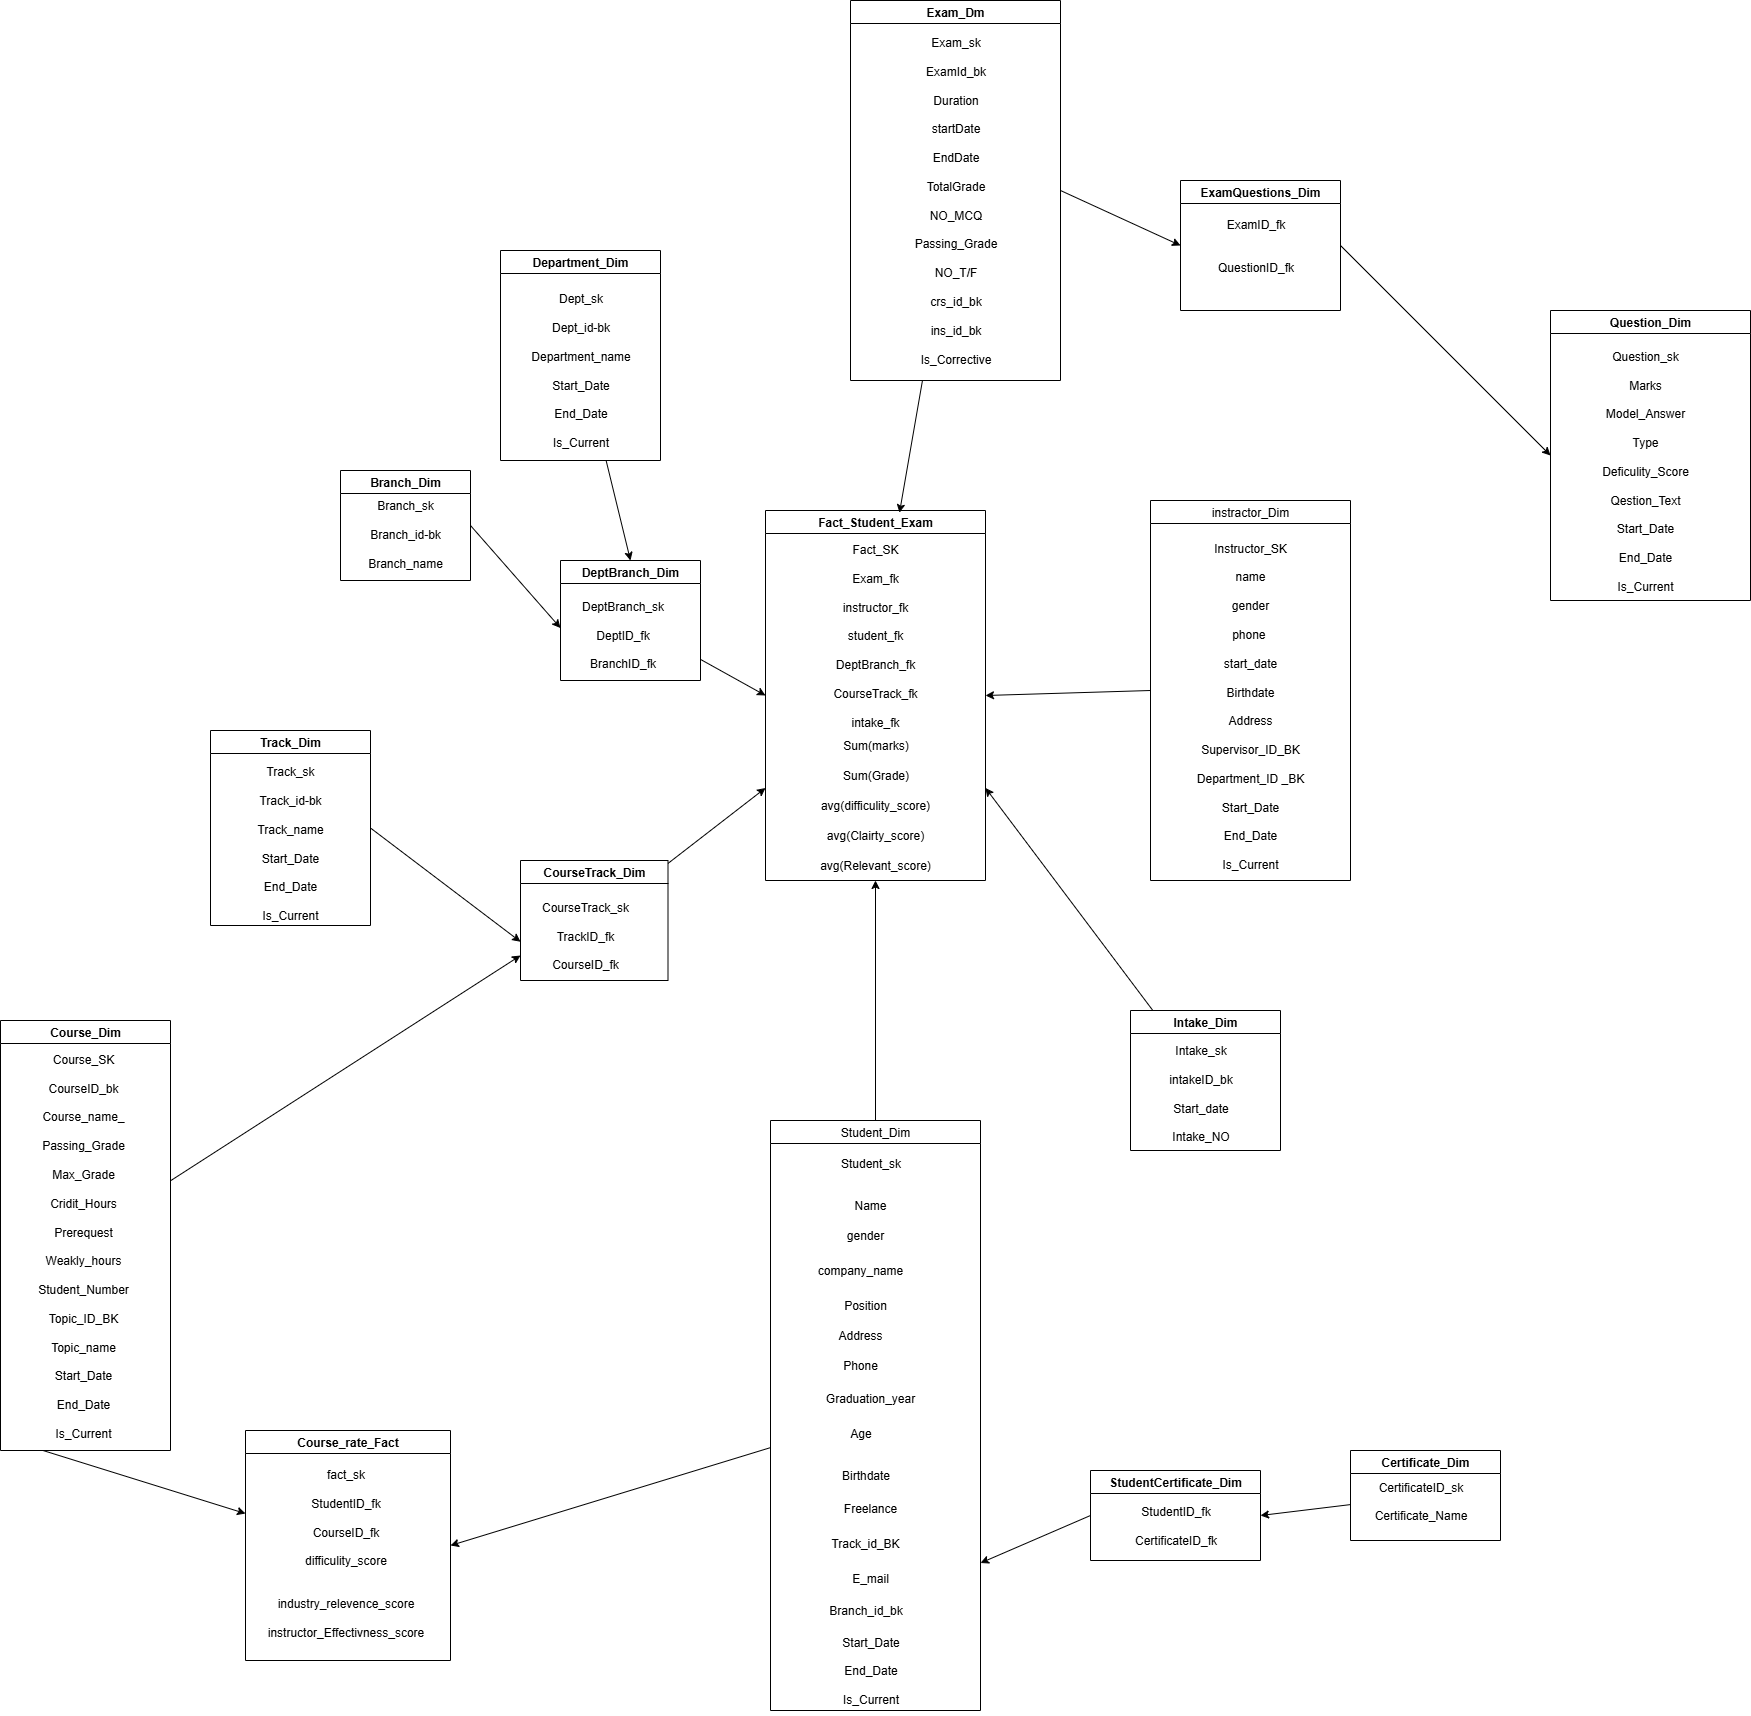 Exam_Dm
Exam_sk
ExamId_bk
Duration
startDate
EndDate
TotalGrade
NO_MCQ
Passing_Grade
NO_T/F
crs_id_bk
ins_id_bk
Is_Corrective
ExamQuestions_Dim
ExamID_fk
QuestionID_fk
Department_Dim
Dept_sk
Dept_id-bk
Department_name
Start_Date
End_Date
Is_Current
Question_Dim
Question_sk
Marks
Model_Answer
Type
Deficulity_Score
Qestion_Text
Start_Date
End_Date
Is_Current
Branch_Dim
Branch_sk
Branch_id-bk
Branch_name
DeptBranch_Dim
DeptBranch_sk
DeptID_fk
BranchID_fk
Fact_Student_Exam
Fact_SK
Exam_fk
instructor_fk
student_fk
DeptBranch_fk
CourseTrack_fk
intake_fk
Sum(marks)
Sum(Grade)
avg(difficulity_score)
avg(Clairty_score)
avg(Relevant_score)
instractor_Dim
Instructor_SK
name
gender
phone
start_date
Birthdate
Address
Supervisor_ID_BK
Department_ID _BK
Start_Date
End_Date
Is_Current
Track_Dim
Track_sk
Track_id-bk
Track_name
Start_Date
End_Date
Is_Current
CourseTrack_Dim
CourseTrack_sk
TrackID_fk
CourseID_fk
Course_Dim
Course_SK
CourseID_bk
Course_name_
Passing_Grade
Max_Grade
Cridit_Hours
Prerequest
Weakly_hours
Student_Number
Topic_ID_BK
Topic_name
Start_Date
End_Date
Is_Current
Intake_Dim
Intake_sk
intakeID_bk
Start_date
Intake_NO
Student_Dim
Student_sk
Name
gender
company_name
Position
Address
Phone
Graduation_year
Age
Birthdate
Freelance
Track_id_BK
E_mail
Branch_id_bk
Start_Date
End_Date
Is_Current
Course_rate_Fact
fact_sk
StudentID_fk
CourseID_fk
difficulity_score
industry_relevence_score
instructor_Effectivness_score
StudentCertificate_Dim
StudentID_fk
CertificateID_fk
Certificate_Dim
CertificateID_sk
Certificate_Name